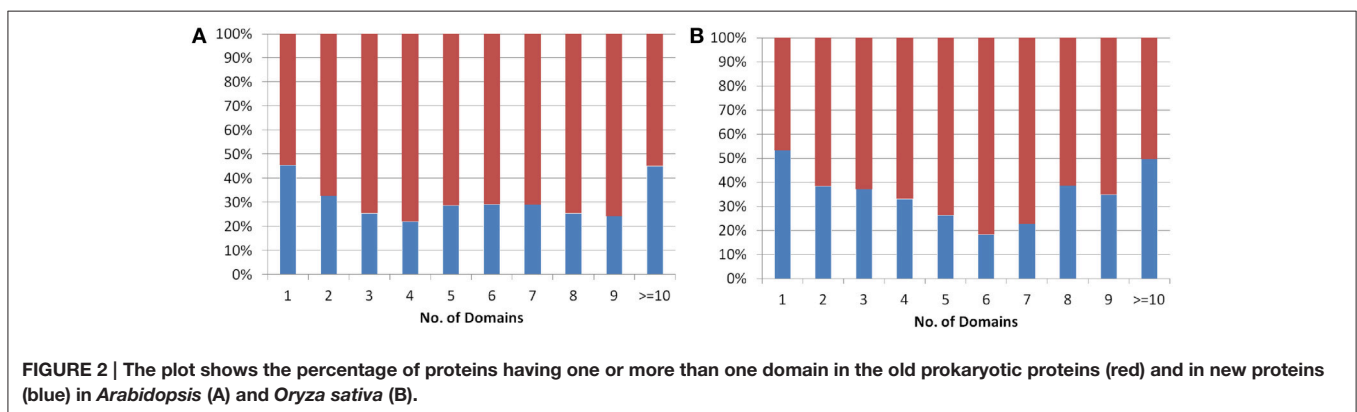 A
100%
90%
80%
70%
60%
50%
40%
30%
20%
10%
0%
1 2 3 4 5 6 7 8 9 >=10
No. of Domains
B
100%
90%
80%
70%
60%
50%
40%
30%
20%
10%
0%
1 2 3 4 5 6 7 8 9 >=10
No. of Domains
FIGURE 2 | The plot shows the percentage of proteins having one or more than one domain in the old prokaryotic proteins (red) and in new proteins
(blue) in Arabidopsis (A) and Oryza sativa (B).